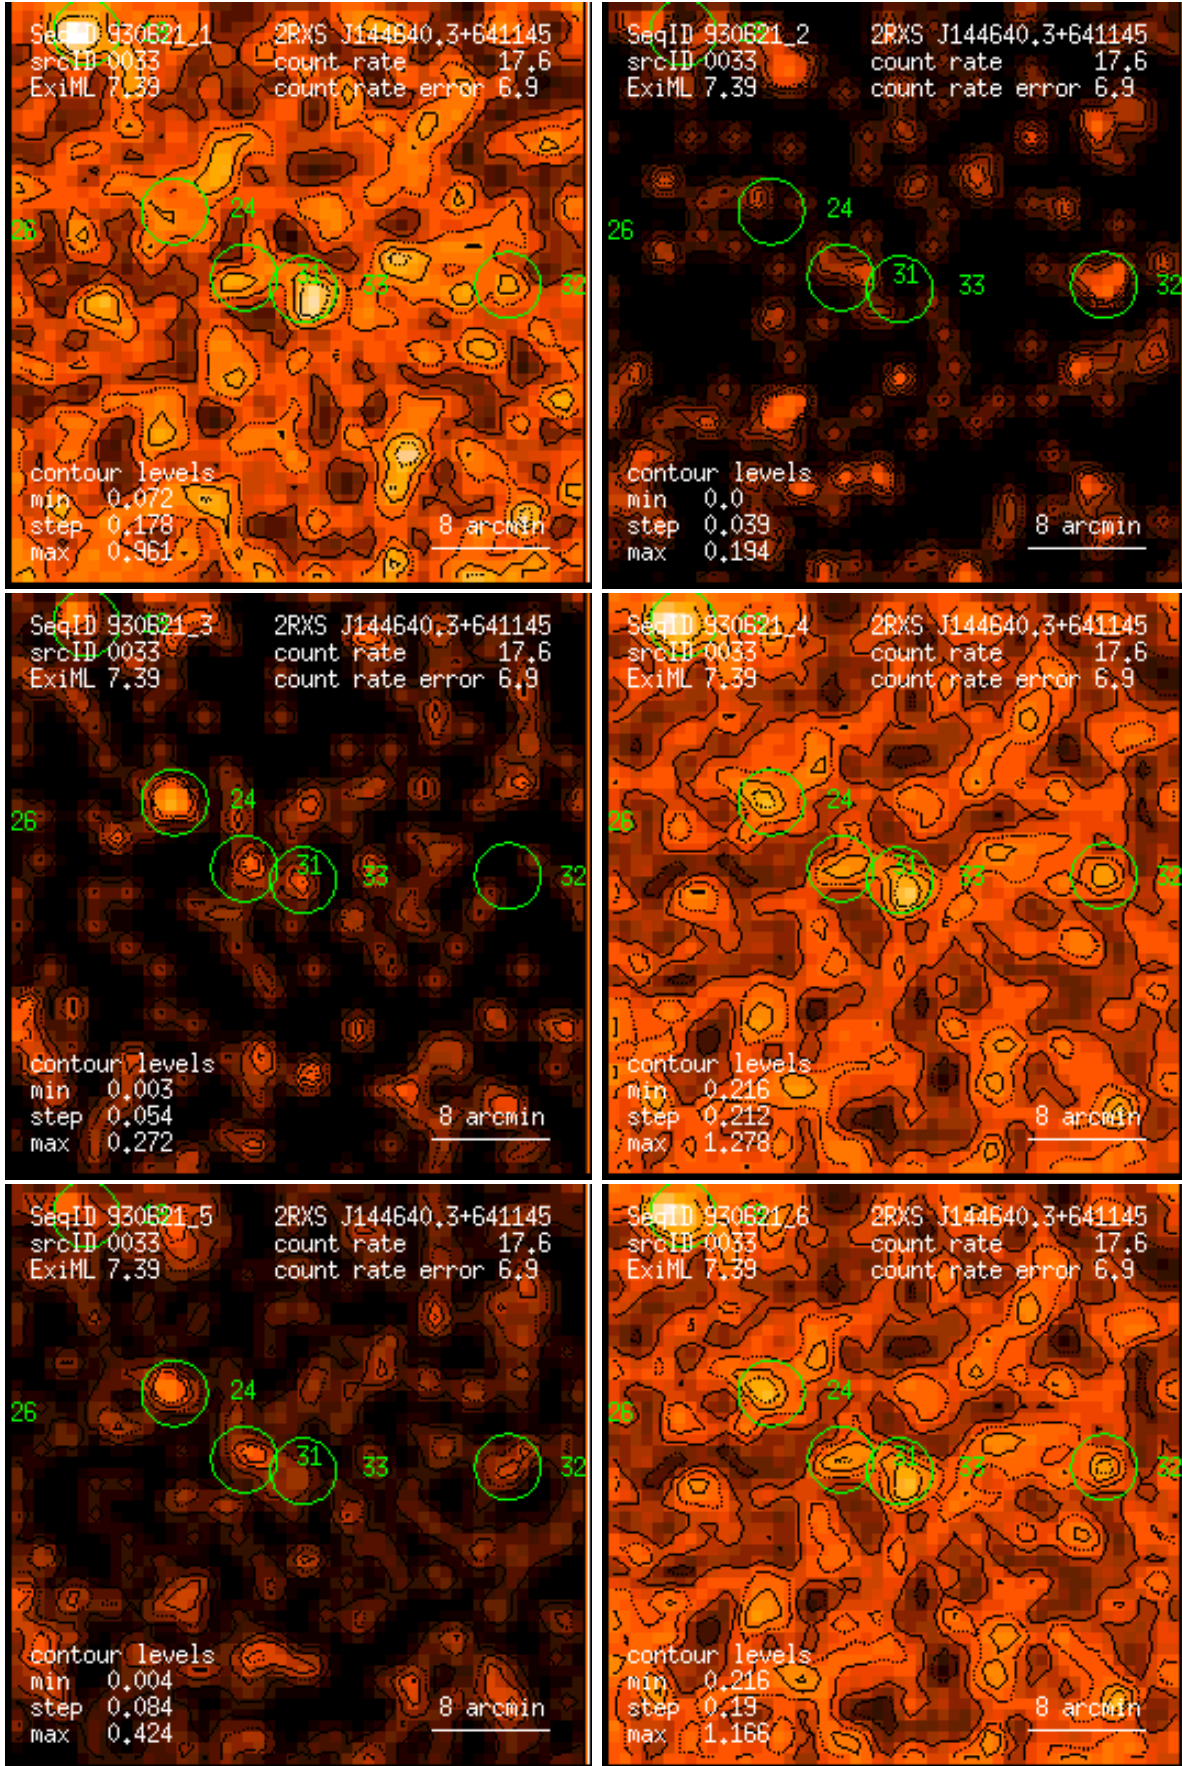 SeqID 930621_1 2RXS J144640.3+641145
srcID 0033 count rate 17.6
ExiML 7.39 count rate error 6.9
24
26
31 33 32
contour levels
min 0.072
step 0.178
max 0.961
8 arcmin
SeqID 930621_2 2RXS J144640.3+641145
srcID 0033 count rate 17.6
ExiML 7.39 count rate error 6.9
24
26
31 33 32
contour levels
min 0.0
step 0.039
max 0.194
8 arcmin
SeqID 930621_3 2RXS J144640.3+641145
srcID 0033 count rate 17.6
ExiML 7.39 count rate error 6.9
24
26
31 33 32
contour levels
min 0.003
step 0.054
max 0.272
8 arcmin
SeqID 930621_4 2RXS J144640.3+641145
srcID 0033 count rate 17.6
ExiML 7.39 count rate error 6.9
24
26
31 33 32
contour levels
min 0.216
step 0.212
max 1.278
8 arcmin
SeqID 930621_5 2RXS J144640.3+641145
srcID 0033 count rate 17.6
ExiML 7.39 count rate error 6.9
24
26
31 33 32
contour levels
min 0.004
step 0.084
max 0.424
8 arcmin
SeqID 930621_6 2RXS J144640.3+641145
srcID 0033 count rate 17.6
ExiML 7.39 count rate error 6.9
24
26
31 33 32
contour levels
min 0.216
step 0.19
max 1.166
8 arcmin